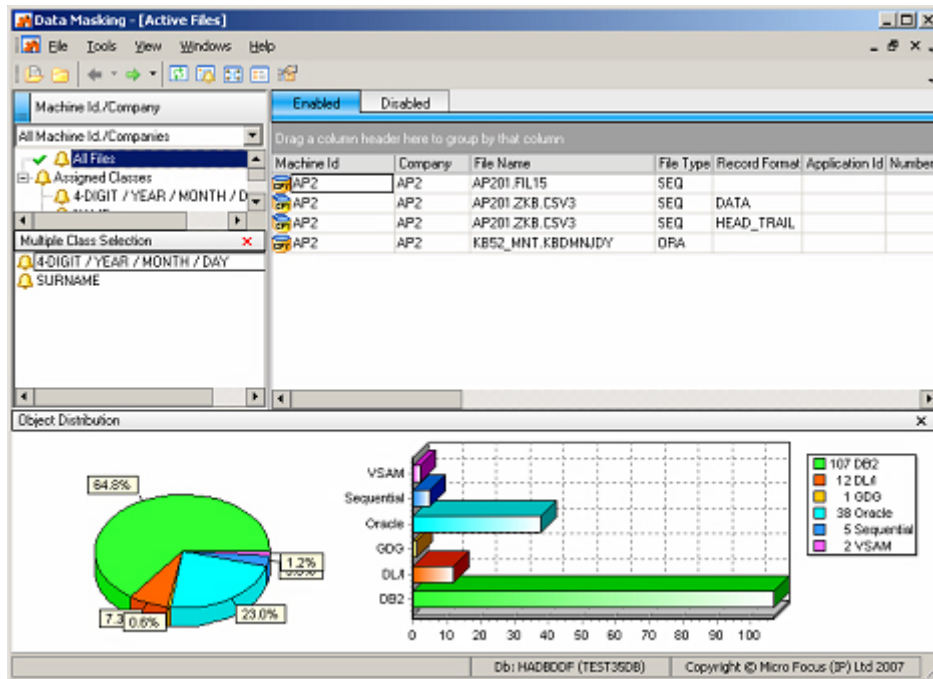 Data Masking - [Active Files]
File Tools View Windows Help
Machine Id./Company
Enabled Disabled
All Machine Id./Companies
Drag a column header here to group by that column
All Files
Assigned Classes
4-DIGIT / YEAR / MONTH / D
Machine Id Company File Name File Type Record Format Application Id Number
AP2 AP2 AP201.FIL15 SEQ
AP2 AP2 AP201.ZKB.CSV3 SEQ DATA
AP2 AP2 AP201.ZKB.CSV3 SEQ HEAD_TRAIL
AP2 AP2 KB52_MNT.KBDMNJDY ORA
Multiple Class Selection
4-DIGIT / YEAR / MONTH / DAY
SURNAME
Object Distribution
64.8%
1.2%
23.0%
7.3
0.6%
VSAM
Sequential
Oracle
GDG
DL/I
DB2
0 10 20 30 40 50 60 70 80 90 100
107 DB2
12 DL/I
1 GDG
38 Oracle
5 Sequential
2 VSAM
Db: HADBDDF (TEST35DB) Copyright © Micro Focus (IP) Ltd 2007